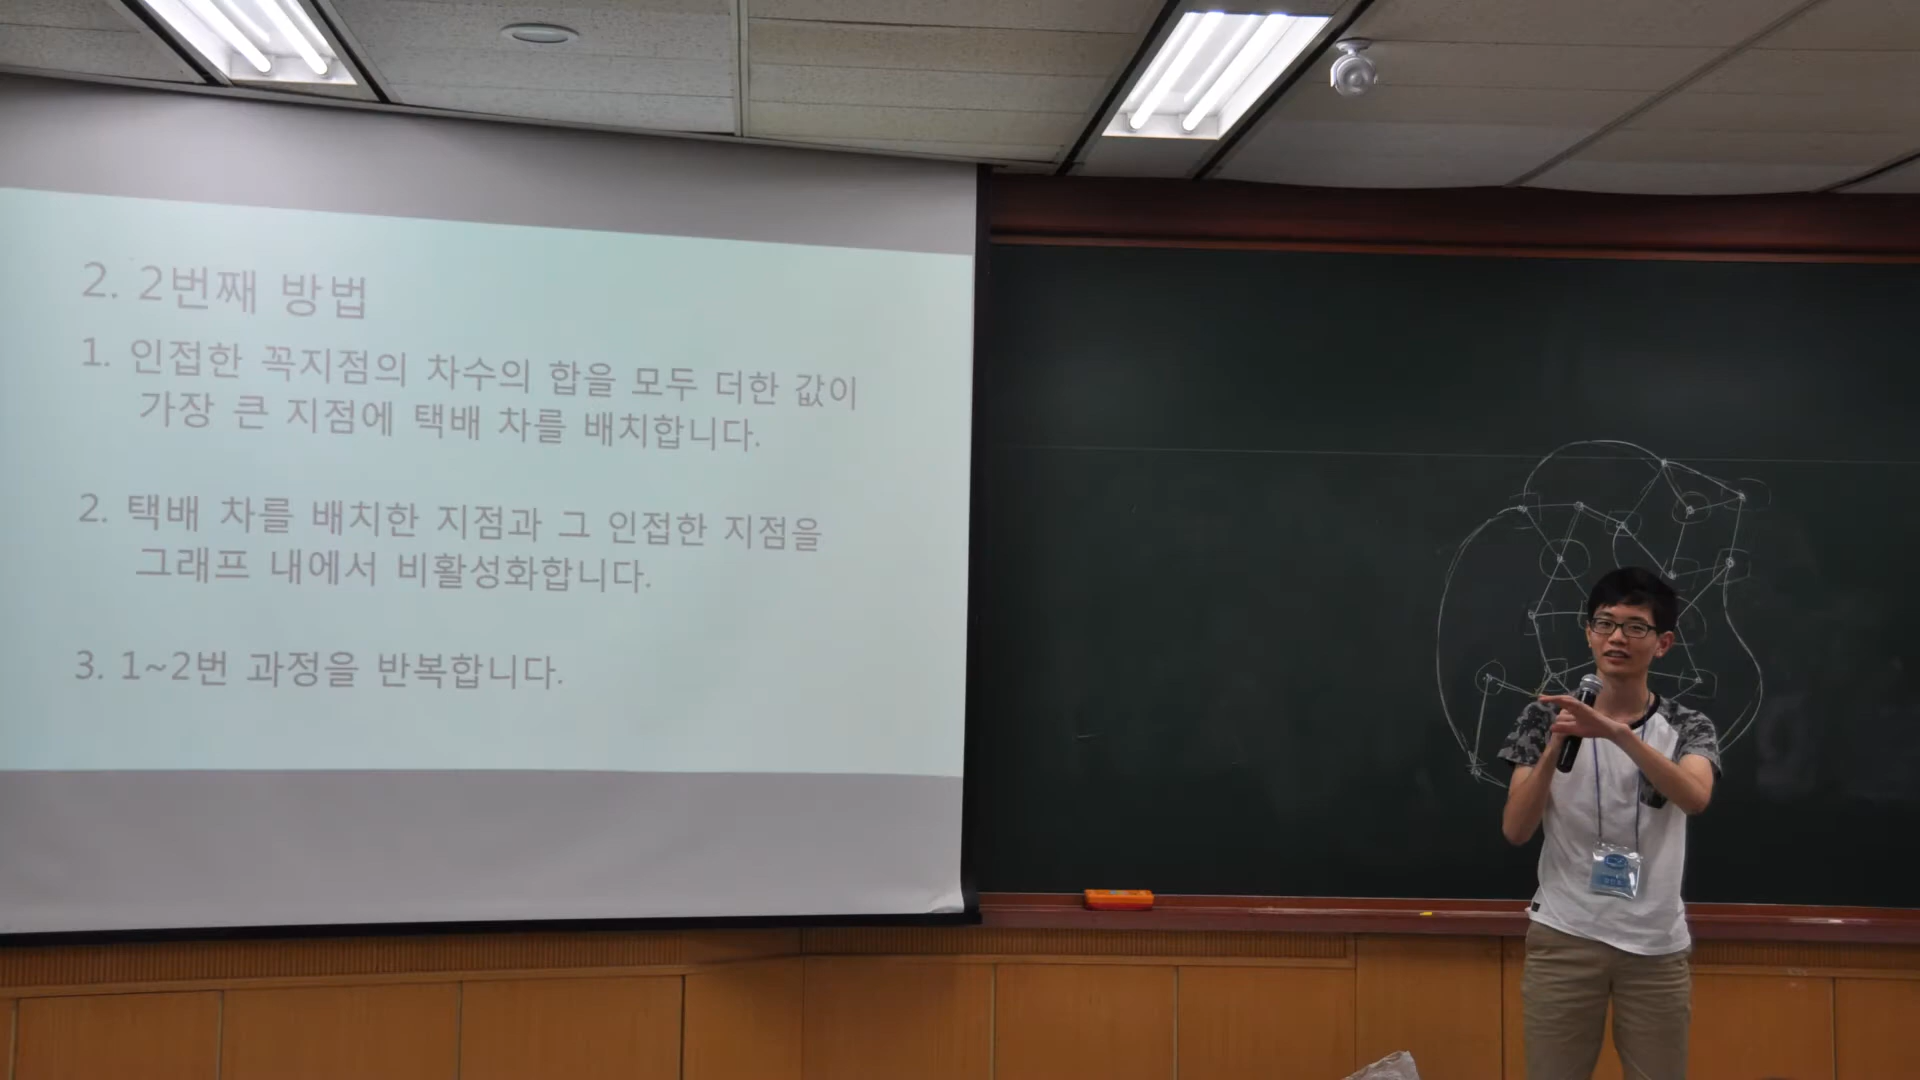 2. 2번째 방법
1. 인접한 꼭지점의 차수의 합을 모두 더한 값이
가장 큰 지점에 택배 차를 배치합니다.
2. 택배 차를 배치한 지점과 그 인접한 지점을
그래프 내에서 비활성화합니다.
3. 1~2번 과정을 반복합니다.